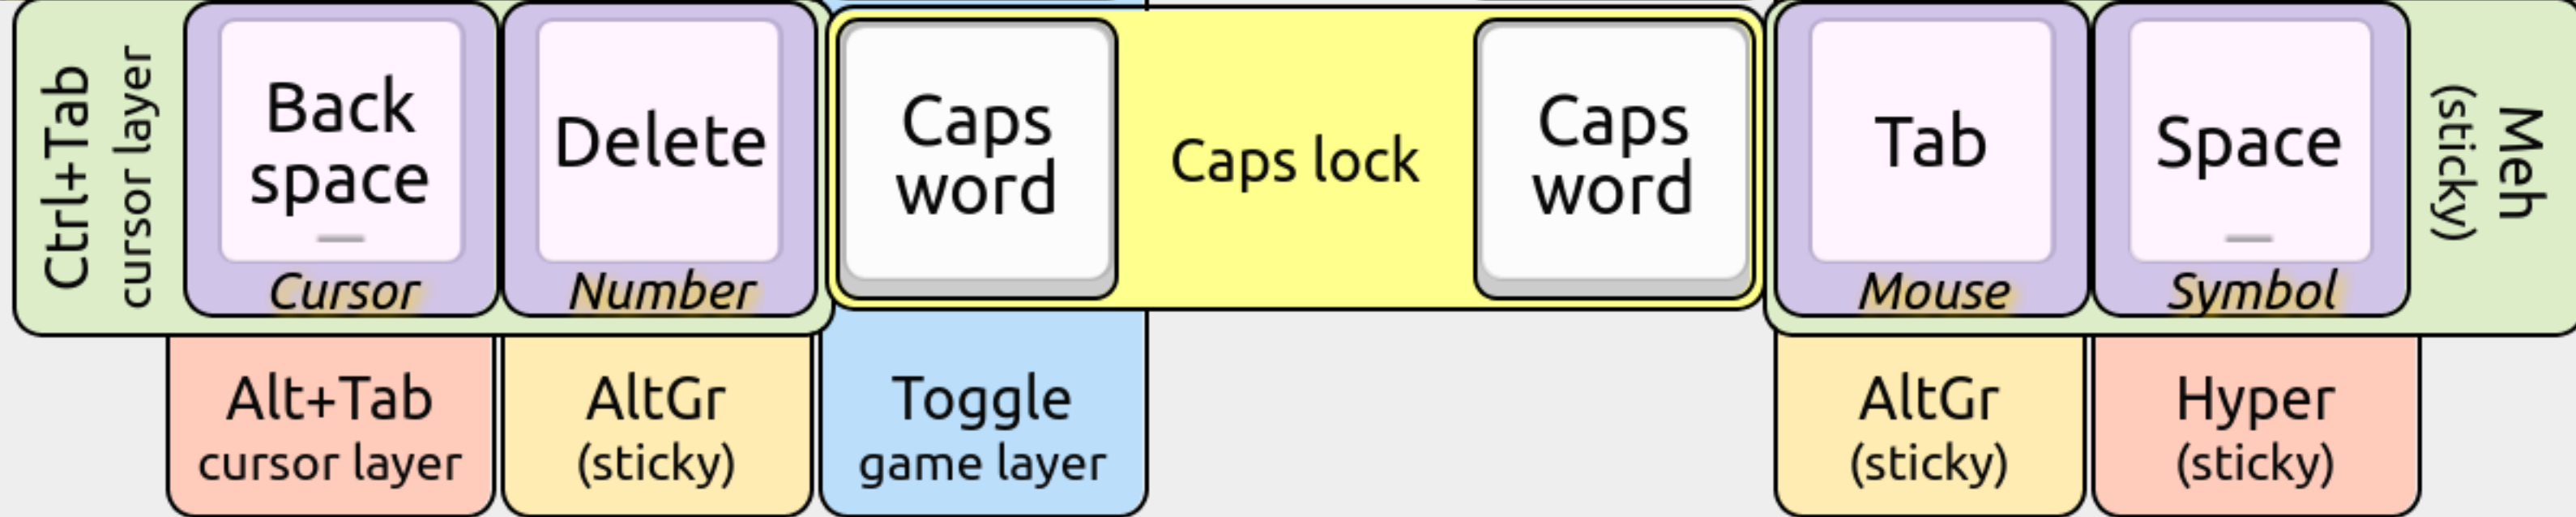 Ctrl+Tab
cursor layer
Back
space
Cursor
Delete
Number
Caps
word
Caps lock
Caps
word
Tab
Mouse
Space
Symbol
Meh
(sticky)
Alt+Tab
cursor layer
AltGr
(sticky)
Toggle
game layer
AltGr
(sticky)
Hyper
(sticky)